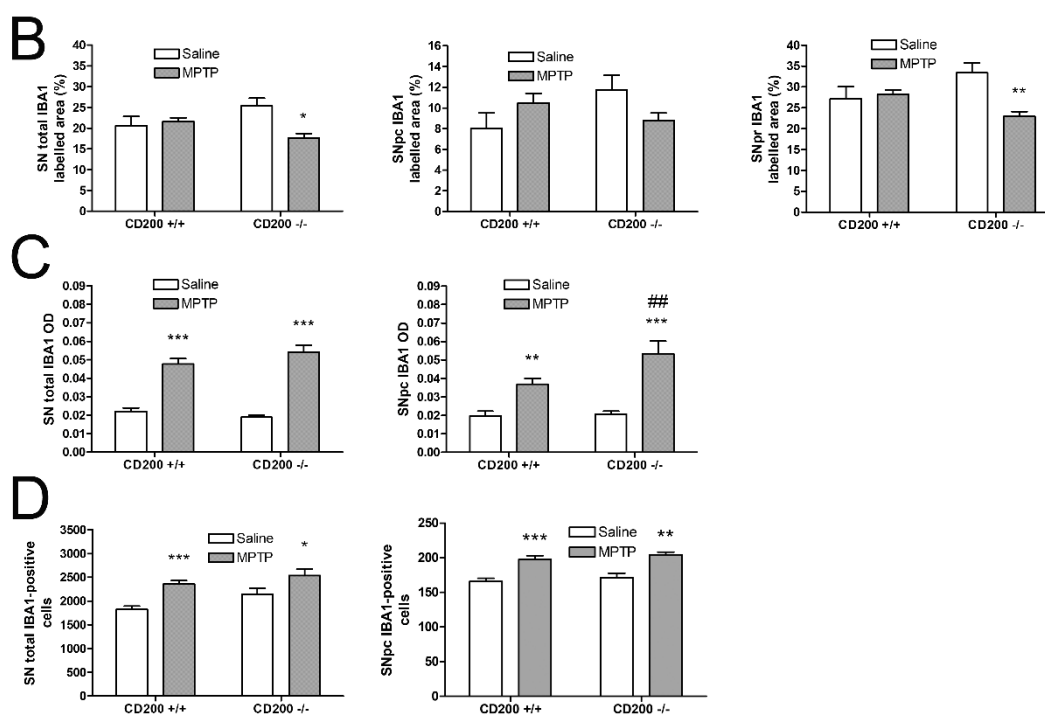 B
SN total IBA1
labelled area (%)
40
35
30
25
20
15
10
5
0
Saline
MPTP
*
CD200 +/+
CD200 -/-
SNpc IBA1
labelled area (%)
16
14
12
10
8
6
4
2
0
Saline
MPTP
CD200 +/+
CD200 -/-
SNpr IBA1
labelled area (%)
40
35
30
25
20
15
10
5
0
Saline
MPTP
**
CD200 +/+
CD200 -/-
C
SN total IBA1 OD
0.09
0.08
0.07
0.06
0.05
0.04
0.03
0.02
0.01
0.00
Saline
MPTP
***
***
CD200 +/+
CD200 -/-
SNpc IBA1 OD
0.09
0.08
0.07
0.06
0.05
0.04
0.03
0.02
0.01
0.00
Saline
MPTP
**
##
***
CD200 +/+
CD200 -/-
D
SN total IBA1-positive
cells
3500
3000
2500
2000
1500
1000
500
0
Saline
MPTP
***
*
CD200 +/+
CD200 -/-
SNpc IBA1-positive
cells
250
200
150
100
50
0
Saline
MPTP
***
**
CD200 +/+
CD200 -/-